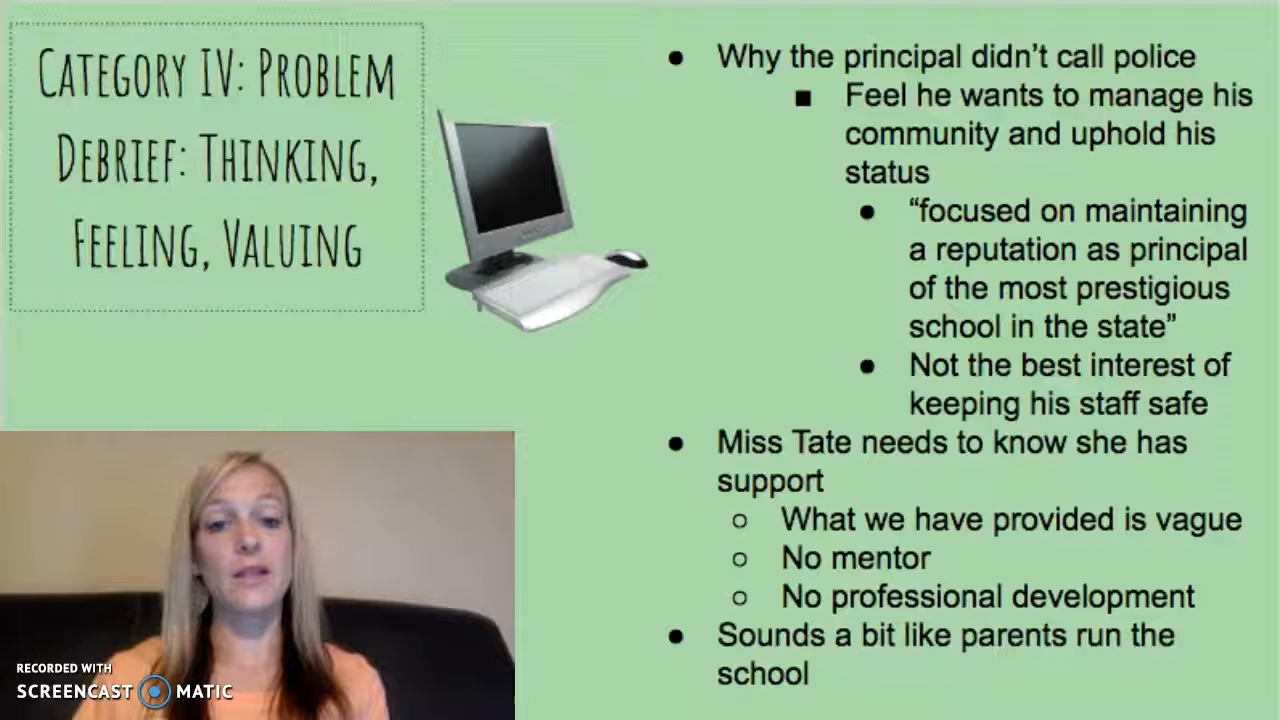 CATEGORY IV: PROBLEM
DEBRIEF: THINKING,
FEELING, VALUING
● Why the principal didn't call police
■ Feel he wants to manage his
community and uphold his
status
● “focused on maintaining
a reputation as principal
of the most prestigious
school in the state”
● Not the best interest of
keeping his staff safe
● Miss Tate needs to know she has
support
○ What we have provided is vague
○ No mentor
○ No professional development
● Sounds a bit like parents run the
school
RECORDED WITH
SCREENCAST MATIC